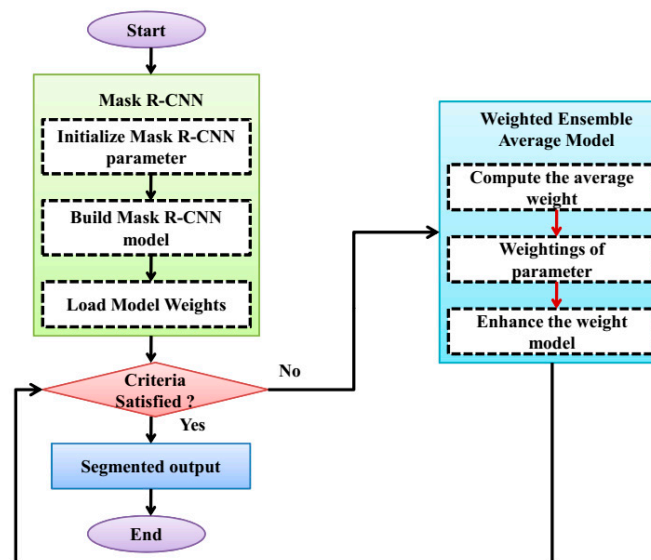 Start
Mask R-CNN
Initialize Mask R-CNN
parameter
Build Mask R-CNN
model
Load Model Weights
Criteria
Satisfied ?
No
Yes
Segmented output
End
Weighted Ensemble
Average Model
Compute the average
weight
Weightings of
parameter
Enhance the weight
model